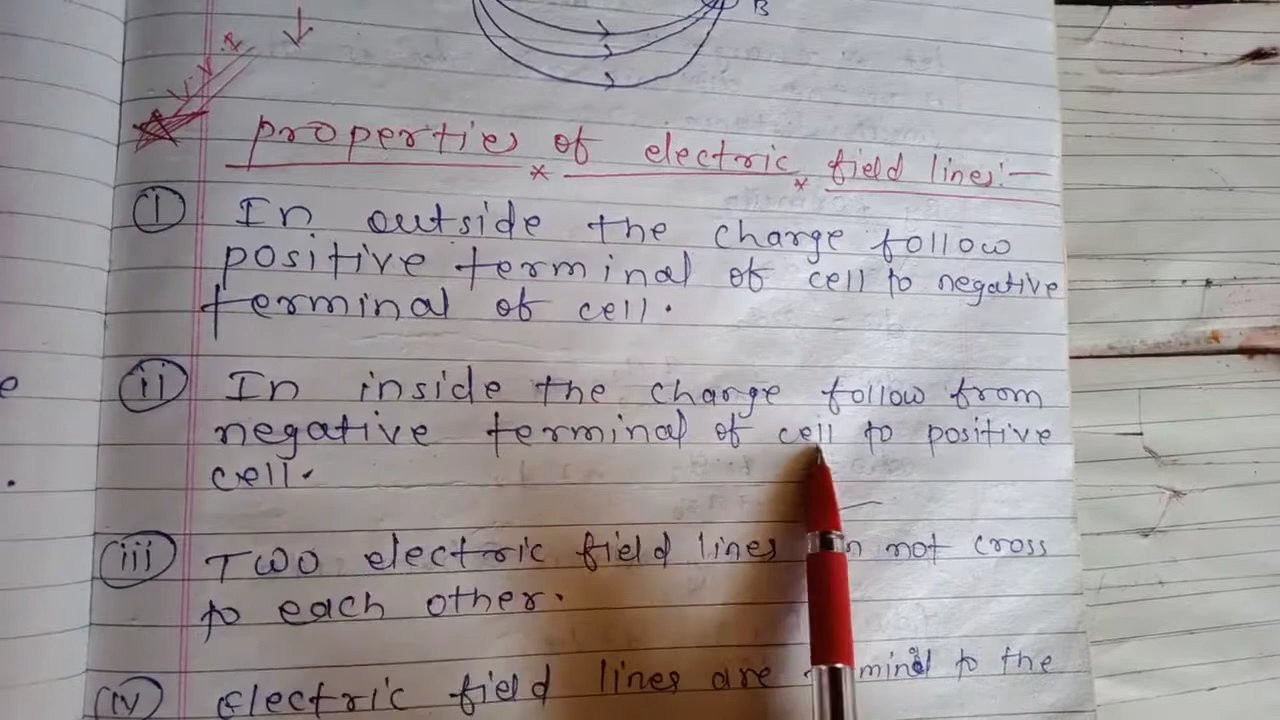 B
properties of electric field lines:-
(i) In outside the charge follow
positive terminal of cell to negative
terminal of cell.
(ii) In inside the charge follow from
negative terminal of cell to positive
cell.
(iii) Two electric field lines not cross
to each other.
(iv) Electric field lines are to the